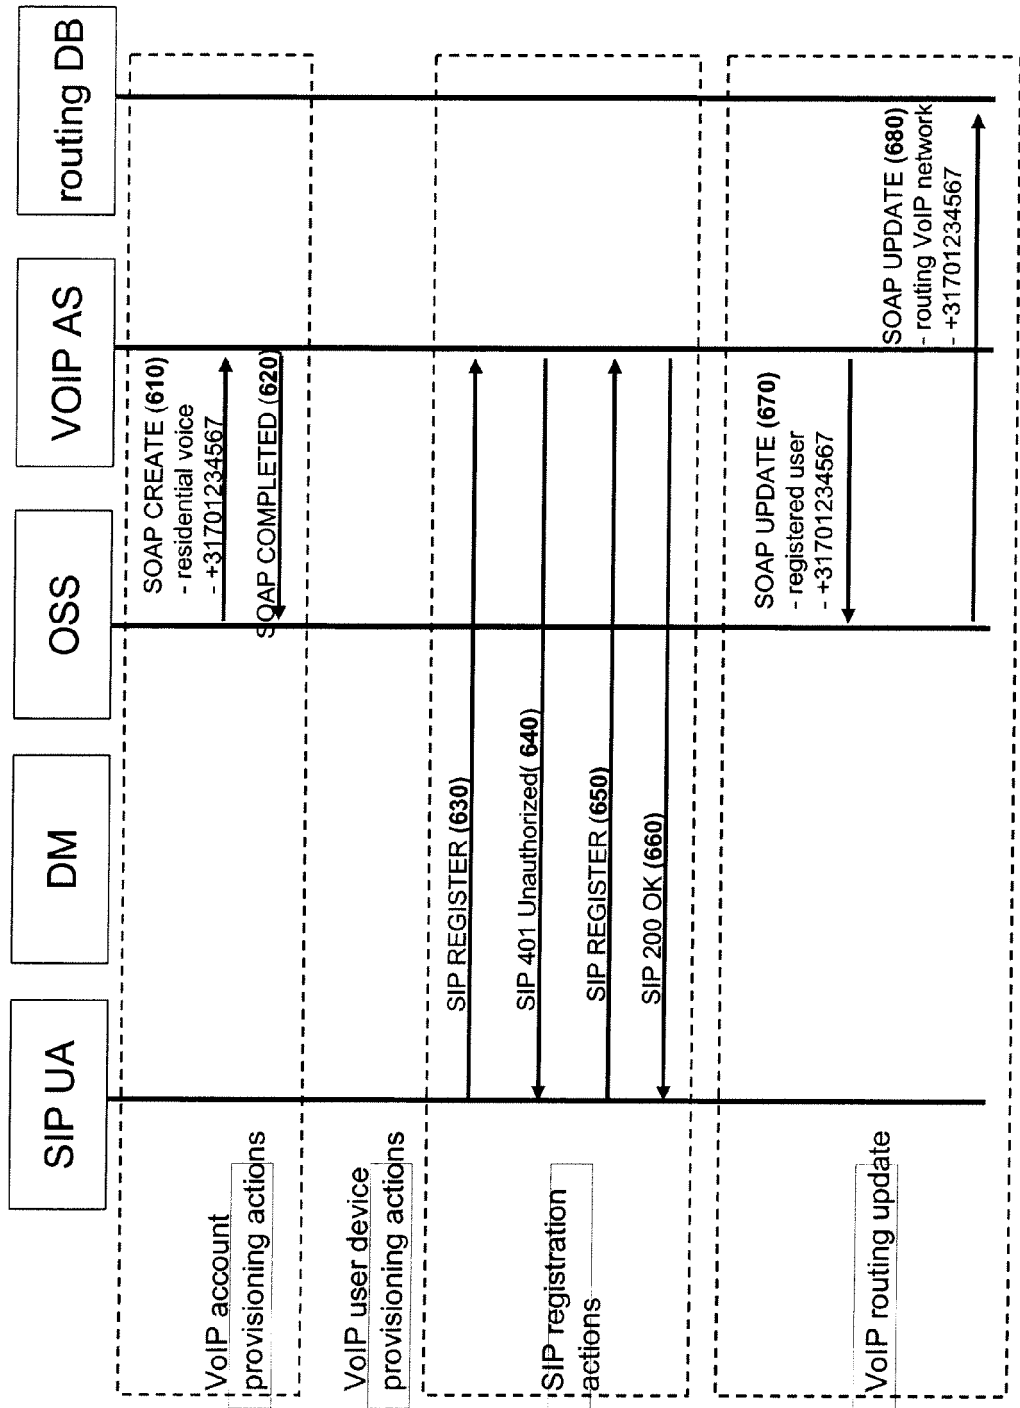 SIP UA
DM
OSS
VOIP AS
routing DB
VoIP account
provisioning actions
SOAP CREATE (610)
- residential voice
- +31701234567
SOAP COMPLETED (620)
VoIP user device
provisioning actions
SIP registration
actions
SIP REGISTER (630)
SIP 401 Unauthorized( 640)
SIP REGISTER (650)
SIP 200 OK (660)
VoIP routing update
SOAP UPDATE (670)
- registered user
- +31701234567
SOAP UPDATE (680)
- routing VoIP network
- +31701234567